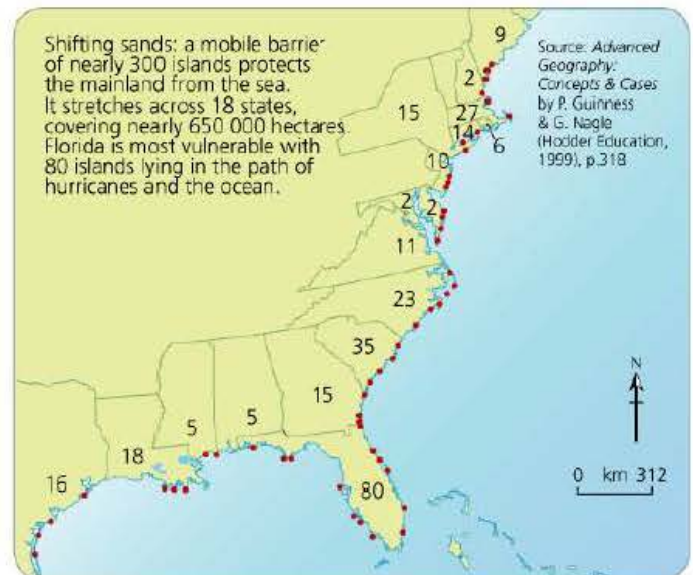 Shifting sands: a mobile barrier
of nearly 300 islands protects
the mainland from the sea.
It stretches across 18 states,
covering nearly 650 000 hectares.
Florida is most vulnerable with
80 islands lying in the path of
hurricanes and the ocean.
Source: Advanced
Geography:
Concepts & Cases
by P. Guinness
& G. Nagle
(Hodder Education,
1999), p.318
9
2
15
27
14
6
10
2
2
11
23
35
15
5
5
18
16
80
N
0 km 312